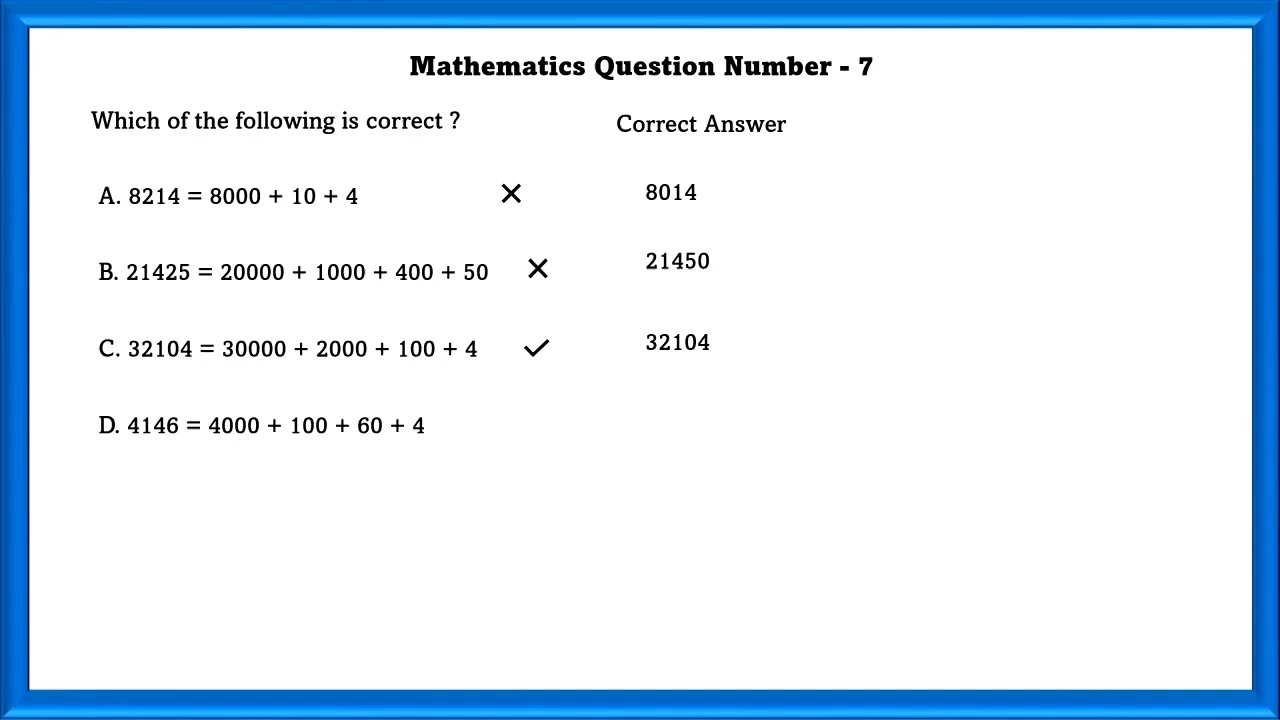 Mathematics Question Number - 7
Which of the following is correct ?
Correct Answer
A. 8214 = 8000 + 10 + 4 ✕ 8014
B. 21425 = 20000 + 1000 + 400 + 50 ✕ 21450
C. 32104 = 30000 + 2000 + 100 + 4 ✓ 32104
D. 4146 = 4000 + 100 + 60 + 4